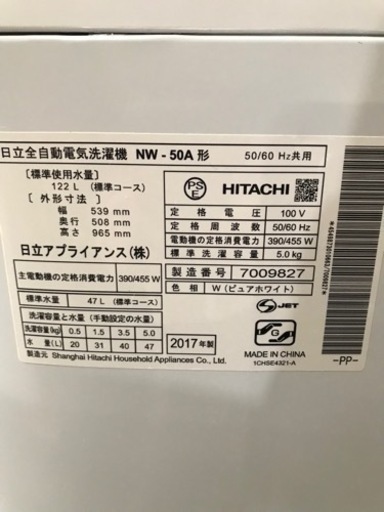 日立全自動電気洗濯機 NW-50A 形 50/60 Hz共用
〔標準使用水量〕
122 L (標準コース)
〔外形寸法〕
幅 539 mm
奥行 508 mm
高さ 965 mm
日立アプライアンス(株)
PSE HITACHI
定格電圧 100 V
定格周波数 50/60 Hz
電動機の定格消費電力 390/455 W
標準洗濯容量 5.0kg
主電動機の定格消費電力 390/455 W
製造番号 7009827
色相 W (ピュアホワイト)
標準水量 47 L (標準コース)
洗濯容量と水量 (手動設定の水量)
洗濯容量(kg) 0.5 1.5 3.5 5.0
水量(L) 20 31 40 47
2017年製
製造元 Shanghai Hitachi Household Appliances Co., Ltd.
S-JET
G
MADE IN CHINA
1CHSE4321-A
-PP-